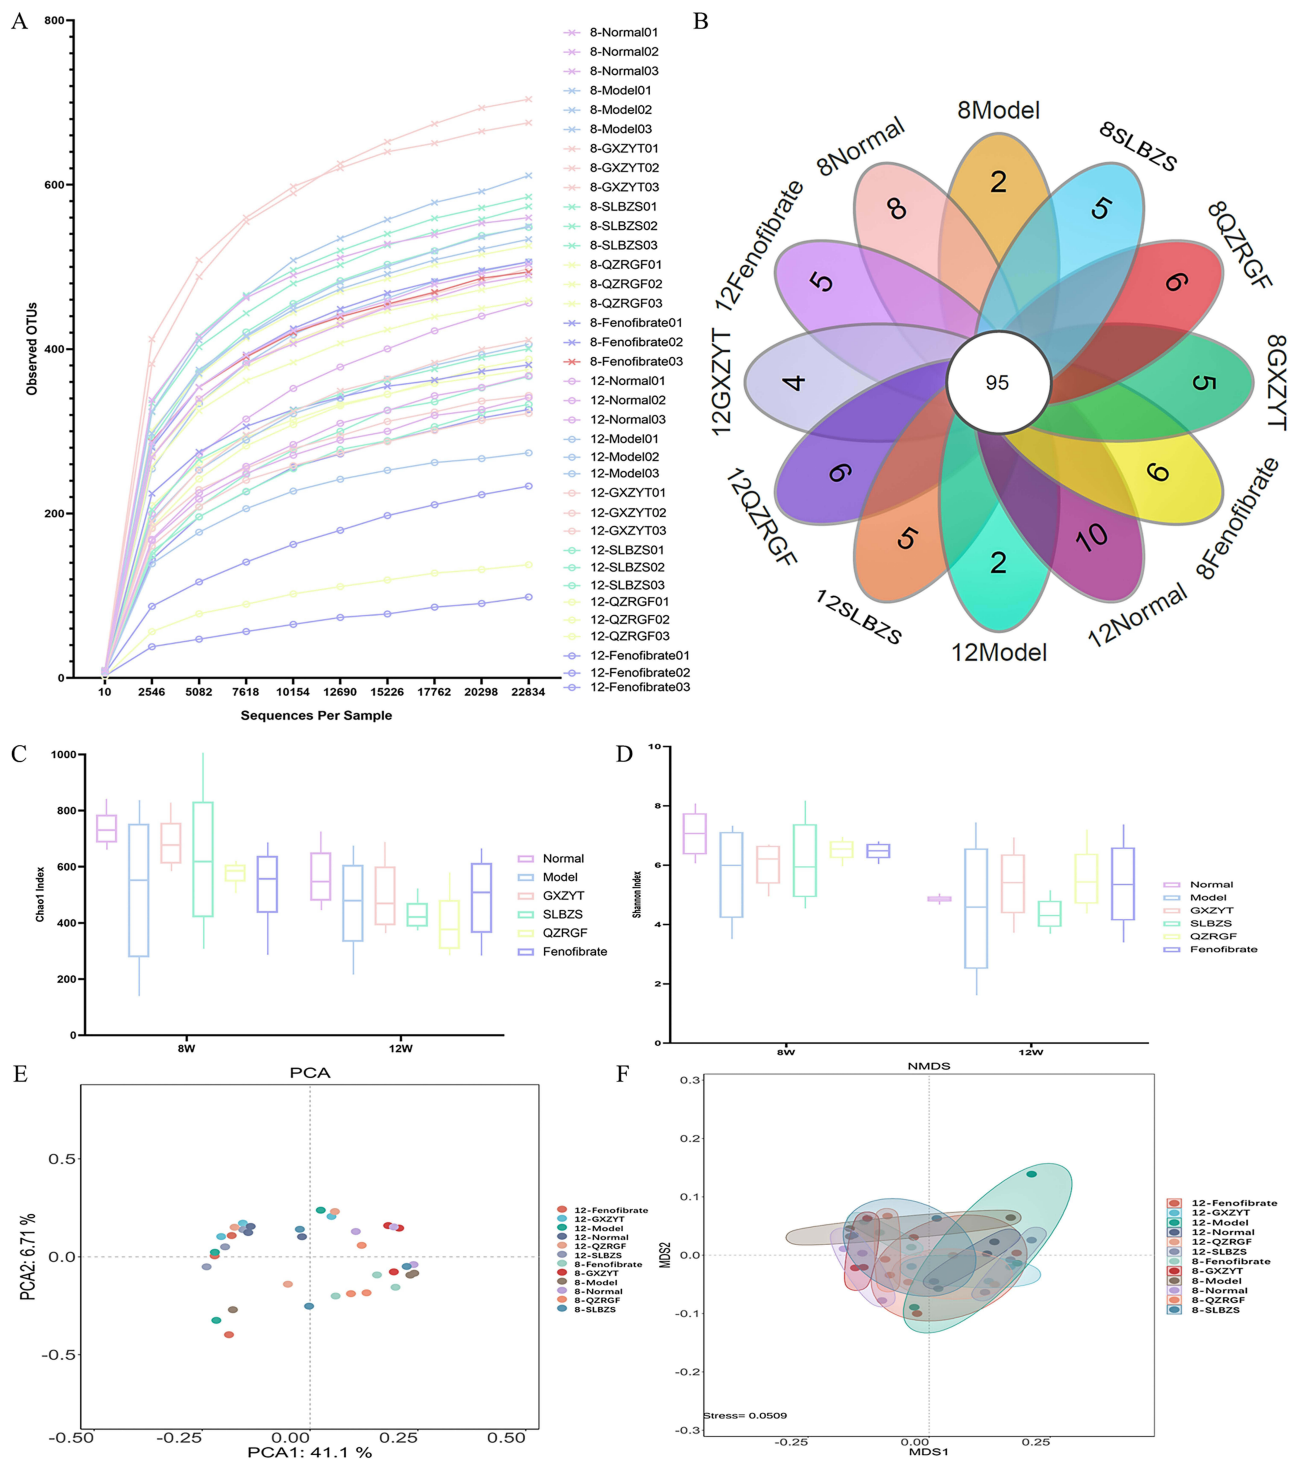 A
800
600
400
200
0
Observed OTUs
10 2546 5082 7618 10154 12690 15226 17762 20298 22834
Sequences Per Sample
8-Normal01
8-Normal02
8-Normal03
8-Model01
8-Model02
8-Model03
8-GXZYT01
8-GXZYT02
8-GXZYT03
8-SLBZS01
8-SLBZS02
8-SLBZS03
8-QZRGF01
8-QZRGF02
8-QZRGF03
8-Fenofibrate01
8-Fenofibrate02
8-Fenofibrate03
12-Normal01
12-Normal02
12-Normal03
12-Model01
12-Model02
12-Model03
12-GXZYT01
12-GXZYT02
12-GXZYT03
12-SLBZS01
12-SLBZS02
12-SLBZS03
12-QZRGF01
12-QZRGF02
12-QZRGF03
12-Fenofibrate01
12-Fenofibrate02
12-Fenofibrate03
B
8Model
2
8SLBZS
5
8QZRGF
6
8GXZYT
5
8Fenofibrate
6
12Normal
10
12Model
2
12SLBZS
5
12QZRGF
6
12GXZYT
4
12Fenofibrate
5
8Normal
8
95
C
1000
800
600
400
200
0
Chao1 Index
8W 12W
Normal
Model
GXZYT
SLBZS
QZRGF
Fenofibrate
D
10
8
6
4
2
0
Shannon Index
8W 12W
Normal
Model
GXZYT
SLBZS
QZRGF
Fenofibrate
E
PCA
0.5
0.0
-0.5
PCA2: 6.71 %
-0.50 -0.25 0.00 0.25 0.50
PCA1: 41.1 %
12-Fenofibrate
12-GXZYT
12-Model
12-Normal
12-QZRGF
12-SLBZS
8-Fenofibrate
8-GXZYT
8-Model
8-Normal
8-QZRGF
8-SLBZS
F
NMDS
0.3
0.2
0.1
0.0
-0.1
-0.2
-0.3
MDS2
Stress= 0.0509
-0.25 0.00 0.25
MDS1
12-Fenofibrate
12-GXZYT
12-Model
12-Normal
12-QZRGF
12-SLBZS
8-Fenofibrate
8-GXZYT
8-Model
8-Normal
8-QZRGF
8-SLBZS